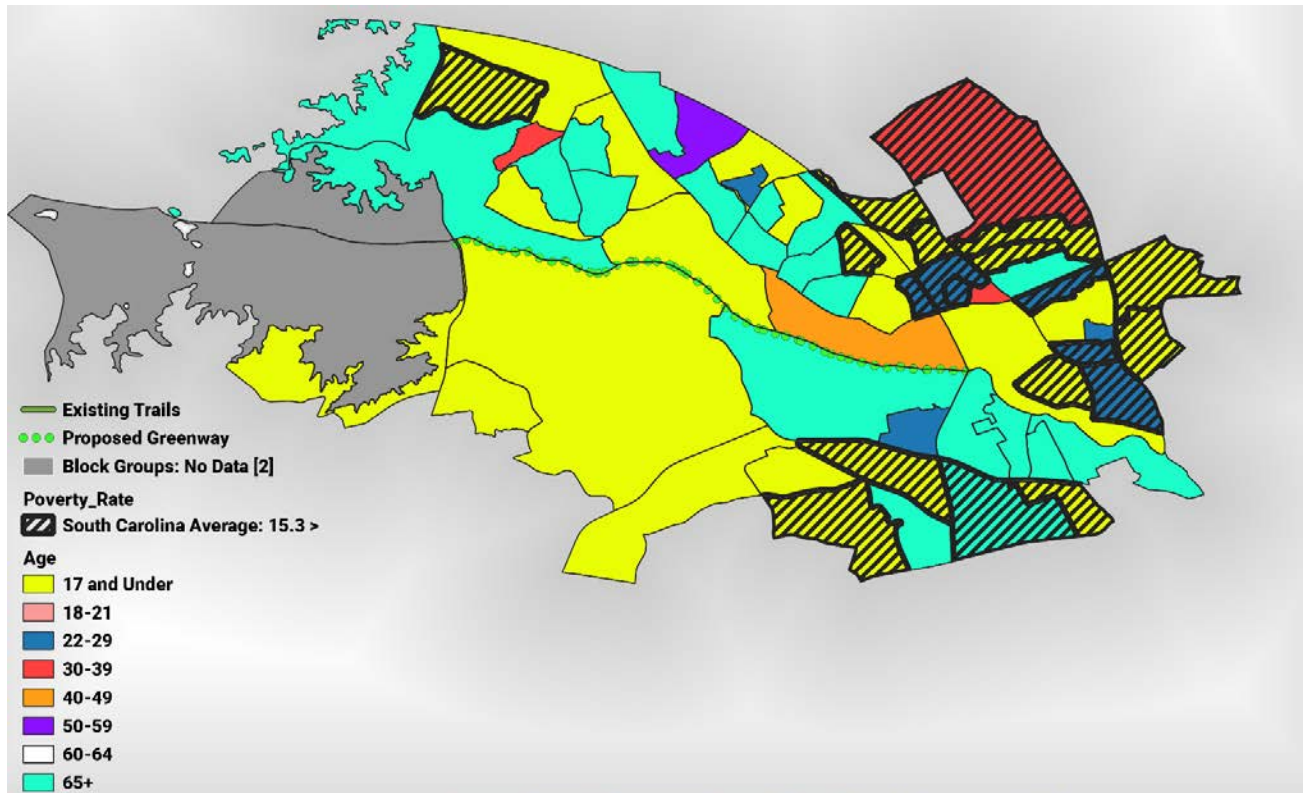 Existing Trails
Proposed Greenway
Block Groups: No Data [2]
Poverty_Rate
South Carolina Average: 15.3 >
Age
17 and Under
18-21
22-29
30-39
40-49
50-59
60-64
65+